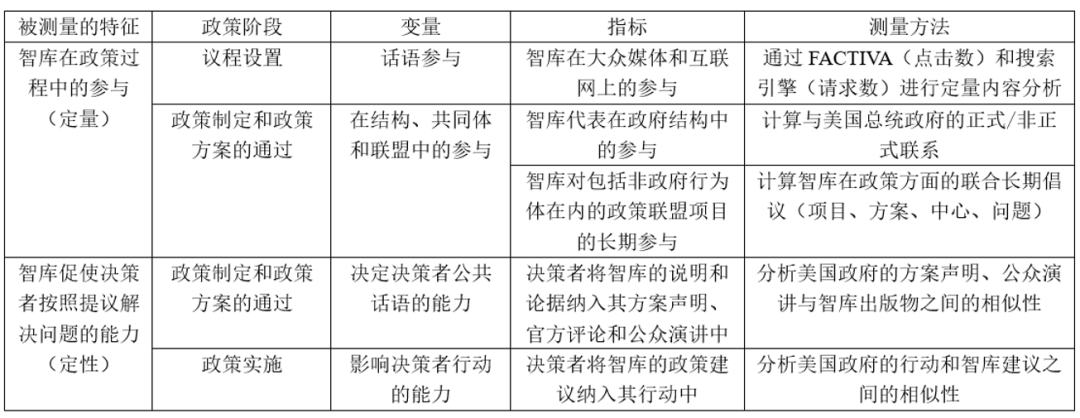 被测量的特征 政策阶段 变量 指标 测量方法
智库在政策过
程中的参与
（定量）
议程设置
话语参与
智库在大众媒体和互联
网上的参与
通过 FACTIVA（点击数）和搜索
引擎（请求数）进行定量内容分析
政策制定和政策
方案的通过
在结构、共同体
和联盟中的参与
智库代表在政府结构中
的参与
计算与美国总统政府的正式/非正
式联系
智库对包括非政府行为
体在内的政策联盟项目
的长期参与
计算智库在政策方面的联合长期倡
议（项目、方案、中心、问题）
智库促使决策
者按照提议解
决问题的能力
（定性）
政策制定和政策
方案的通过
决定决策者公共
话语的能力
决策者将智库的说明和
论据纳入其方案声明、
官方评论和公众演讲中
分析美国政府的方案声明、公众演
讲与智库出版物之间的相似性
政策实施
影响决策者行动
的能力
决策者将智库的政策建
议纳入其行动中
分析美国政府的行动和智库建议之
间的相似性